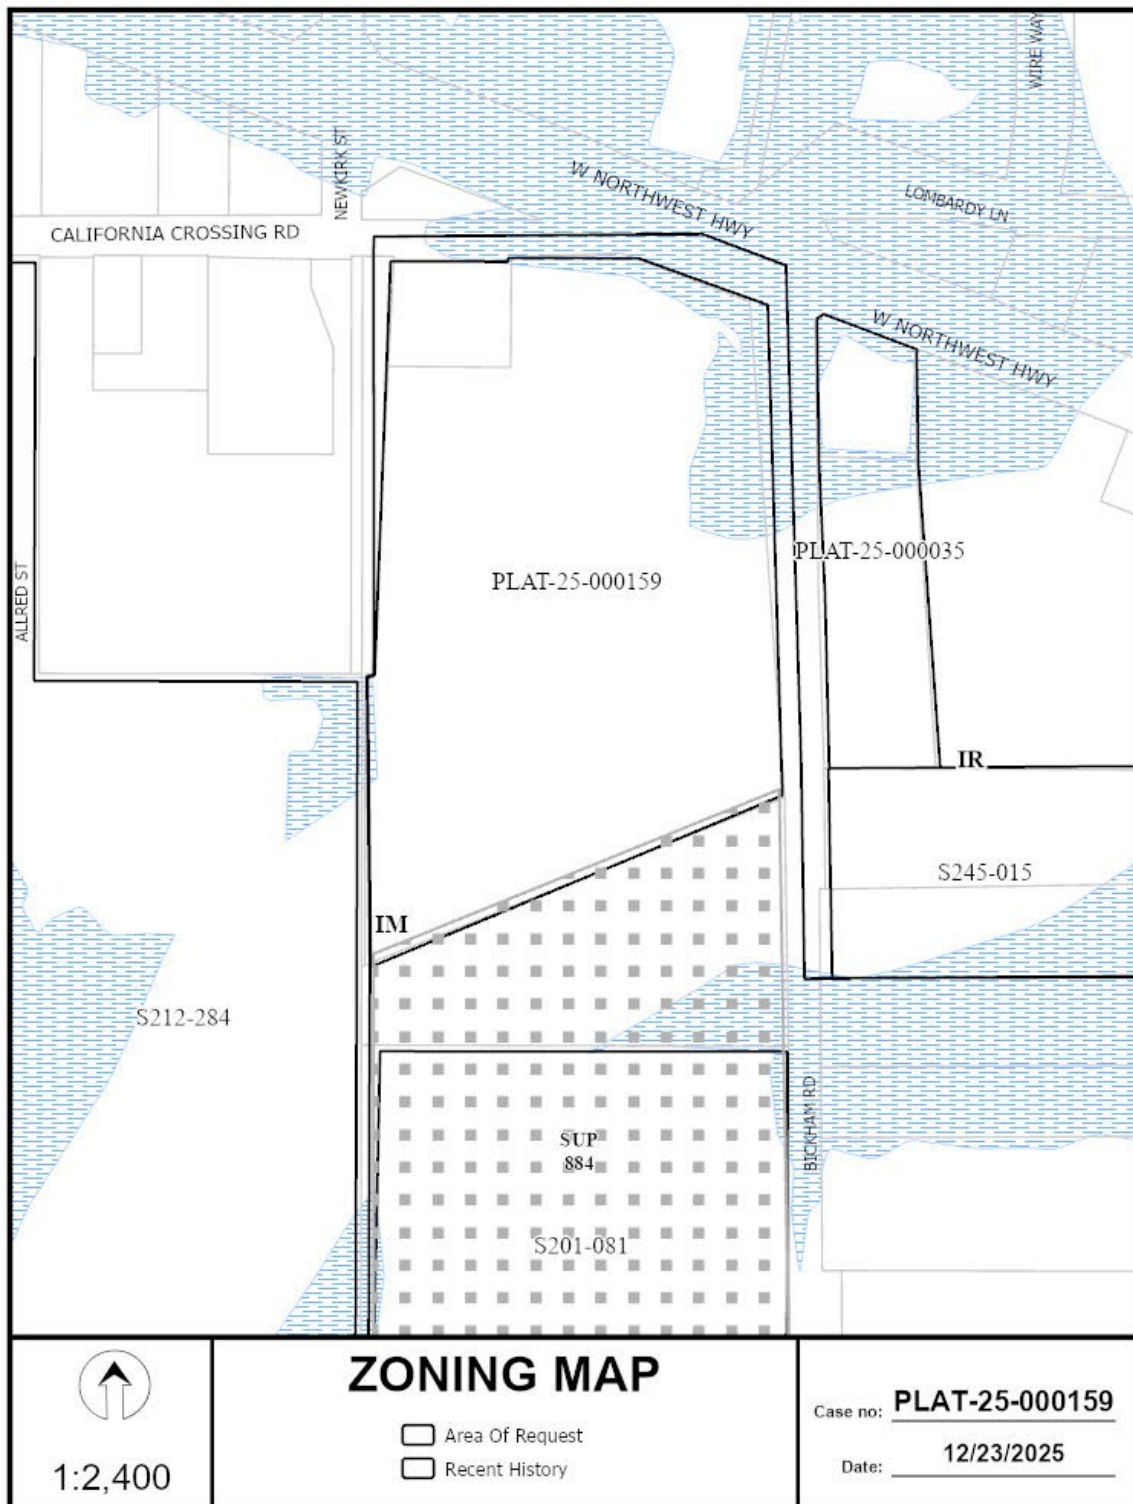 WIRE WAY
NEWKIRK ST
W NORTHWEST HWY
LOMBARDY LN
CALIFORNIA CROSSING RD
W NORTHWEST HWY
PLAT-25-000035
PLAT-25-000159
ALLRED ST
IR
S245-015
IM
S212-284
BICKHAM RD
SUP
884
S201-081
1:2,400
ZONING MAP
Area Of Request
Recent History
Case no: PLAT-25-000159
Date: 12/23/2025